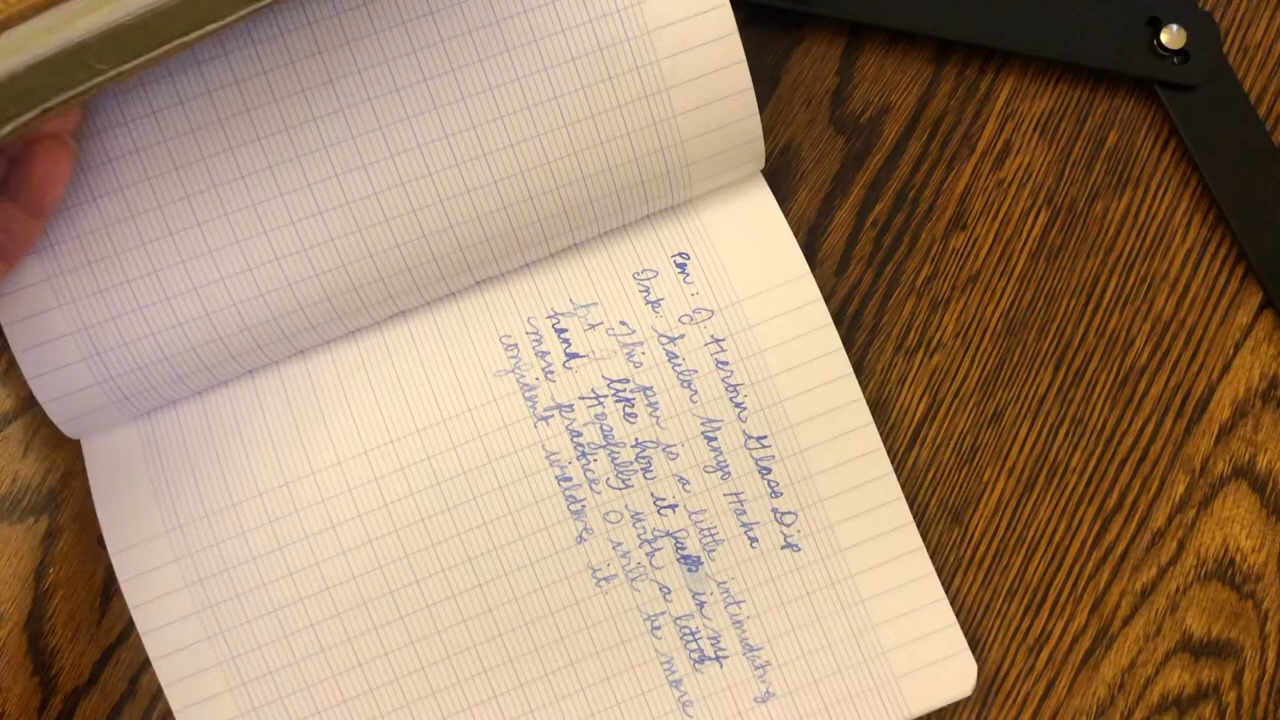 Pen: J. Herbin Glass Dip
Ink: Sailor Manyo Haha
This pen is a little intimidating
but I like how it feels in my
hand. Hopefully with a little
more practice I will be more
confident wielding it.